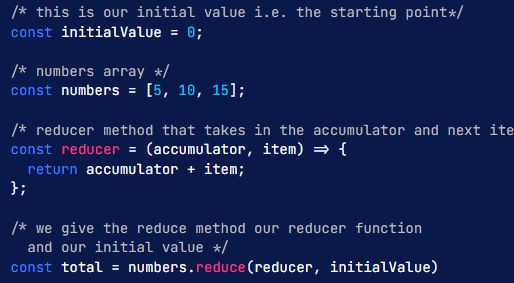 /* this is our initial value i.e. the starting point*/
const initialValue = 0;
/* numbers array */
const numbers = [5, 10, 15];
/* reducer method that takes in the accumulator and next ite
const reducer = (accumulator, item) => {
return accumulator + item;
};
/* we give the reduce method our reducer function
and our initial value */
const total = numbers.reduce(reducer, initialValue)